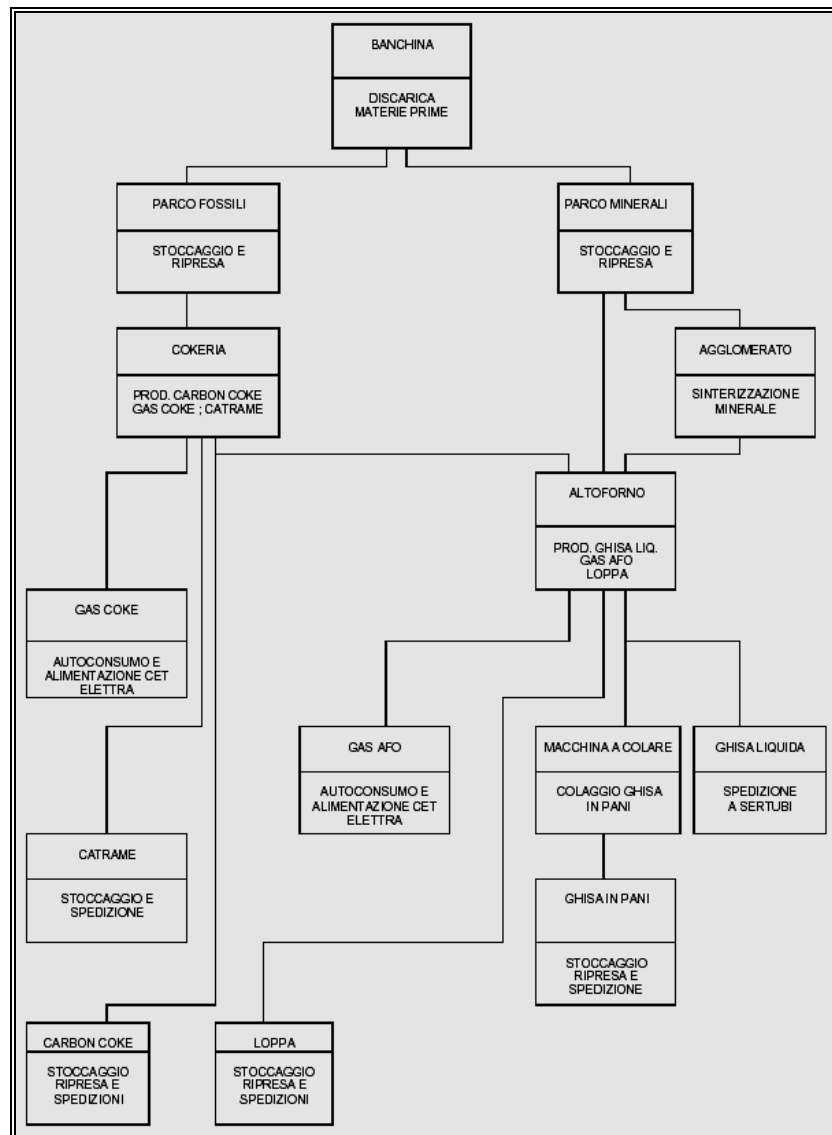 BANCHINA
DISCARICA
MATERIE PRIME
PARCO FOSSILI
STOCCAGGIO E
RIPRESA
PARCO MINERALI
STOCCAGGIO E
RIPRESA
COKERIA
PROD. CARBON COKE
GAS COKE ; CATRAME
AGGLOMERATO
SINTERIZZAZIONE
MINERALE
ALTOFORNO
PROD. GHISA LIQ.
GAS AFO
LOPPA
GAS COKE
AUTOCONSUMO E
ALIMENTAZIONE CET
ELETTRA
GAS AFO
AUTOCONSUMO E
ALIMENTAZIONE CET
ELETTRA
MACCHINA A COLARE
COLAGGIO GHISA
IN PANI
GHISA LIQUIDA
SPEDIZIONE
A SERTUBI
CATRAME
STOCCAGGIO E
SPEDIZIONE
GHISA IN PANI
STOCCAGGIO
RIPRESA E
SPEDIZIONE
CARBON COKE
STOCCAGGIO
RIPRESA E
SPEDIZIONI
LOPPA
STOCCAGGIO
RIPRESA E
SPEDIZIONI